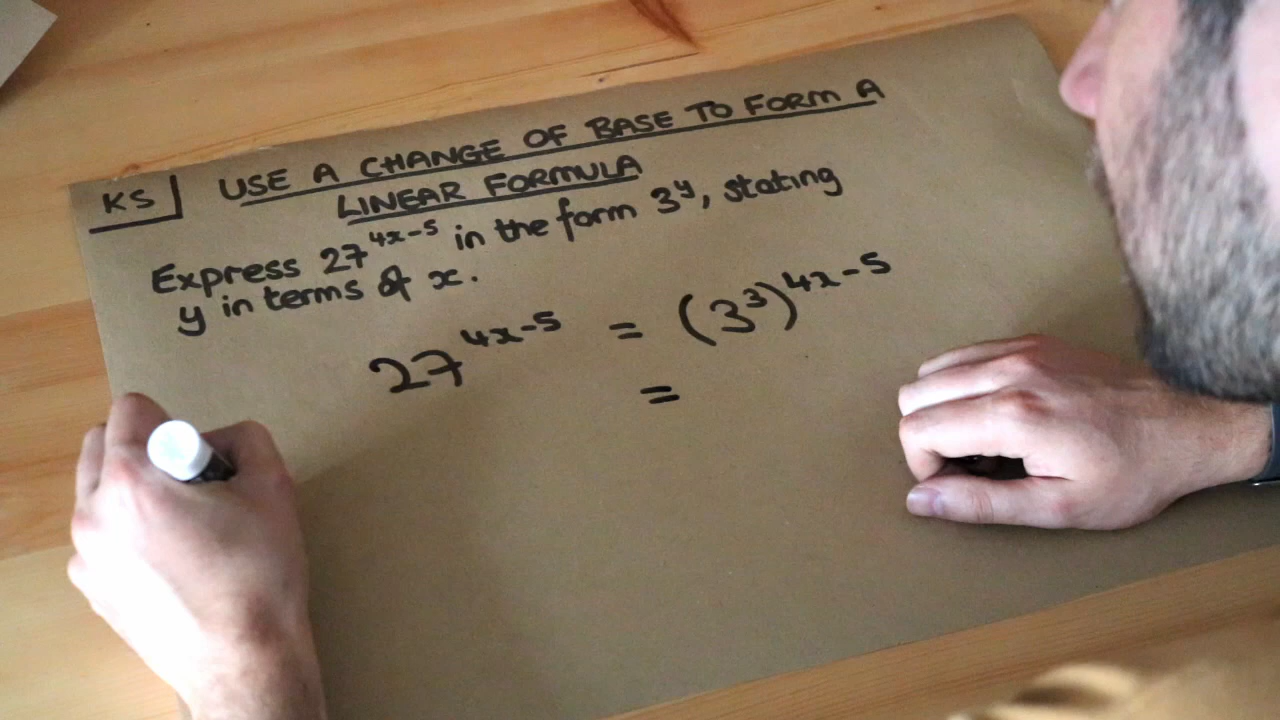 KS USE A CHANGE OF BASE TO FORM A
LINEAR FORMULA
Express 27^{4x-5} in the form 3^{y}, stating
y in terms of x.
27^{4x-5} = (3^{3})^{4x-5}
=